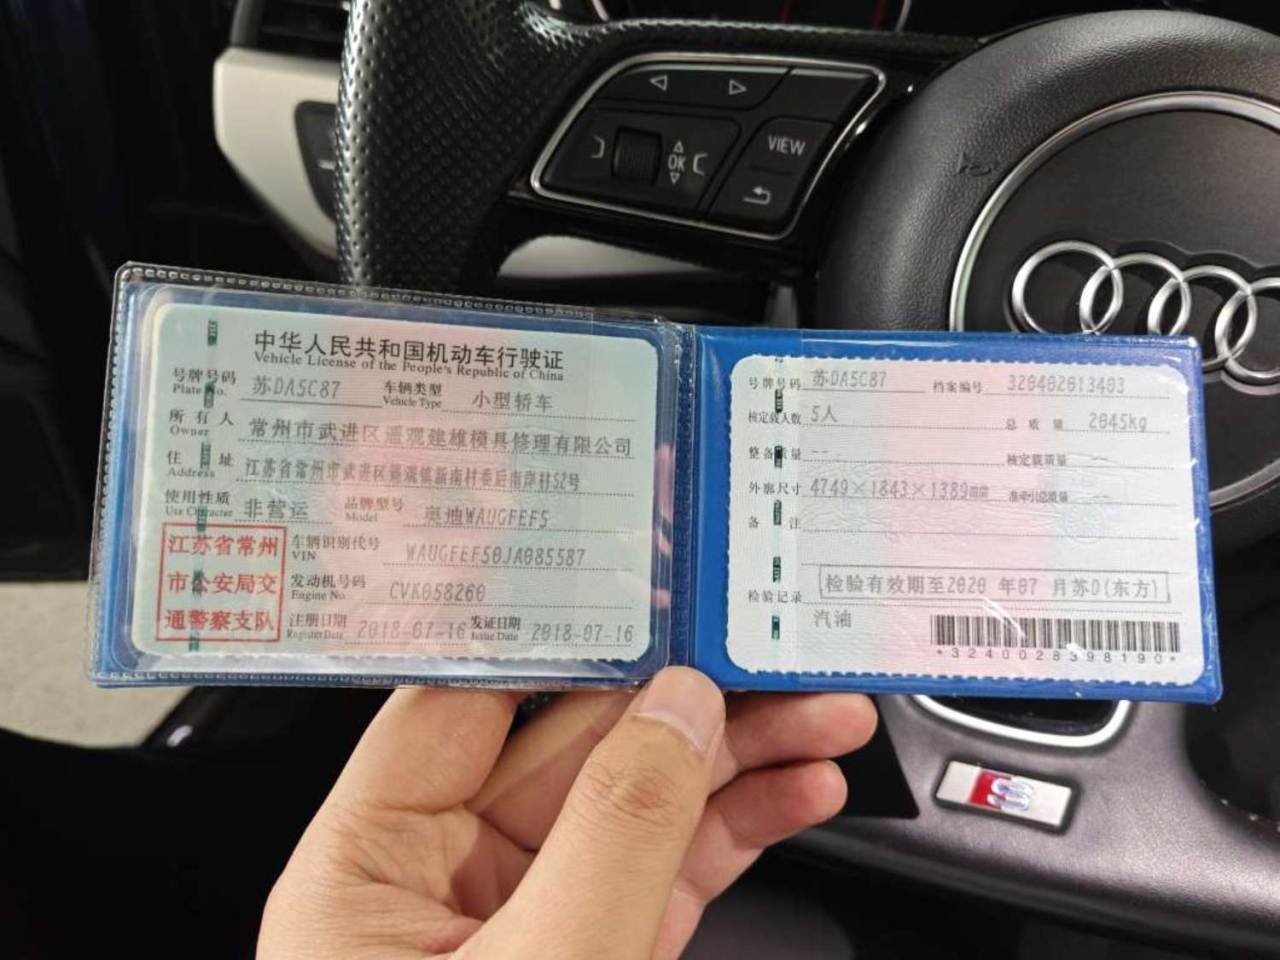 VIEW
OK
中华人民共和国机动车行驶证
Vehicle License of the People's Republic of China
号牌号码 苏DA5C87 车辆类型 小型轿车
Plate No. Vehicle Type
所有人 常州市武进区遥观建雄模具修理有限公司
Owner
住址 江苏省常州市武进区遥观镇新南村委后南岸村52号
Address
使用性质 非营运 品牌型号 奥迪WAUGFEF5
Use Character Model
江苏省常州
市公安局交
通警察支队
车辆识别代号 WAUGFEF50JA085587
VIN
发动机号码 CVK058260
Engine No.
注册日期 2018-07-16 发证日期 2018-07-16
Register Date Issue Date
号牌号码 苏DA5C87 档案编号 320402013403
核定载人数 5人 总质量 2045kg
整备质量 -- 核定载质量 --
外廓尺寸 4749×1843×1389mm 准牵引总质量 --
备注
检验记录 检验有效期至2020 年07 月苏D(东方)
汽油
*3240028398190*
S